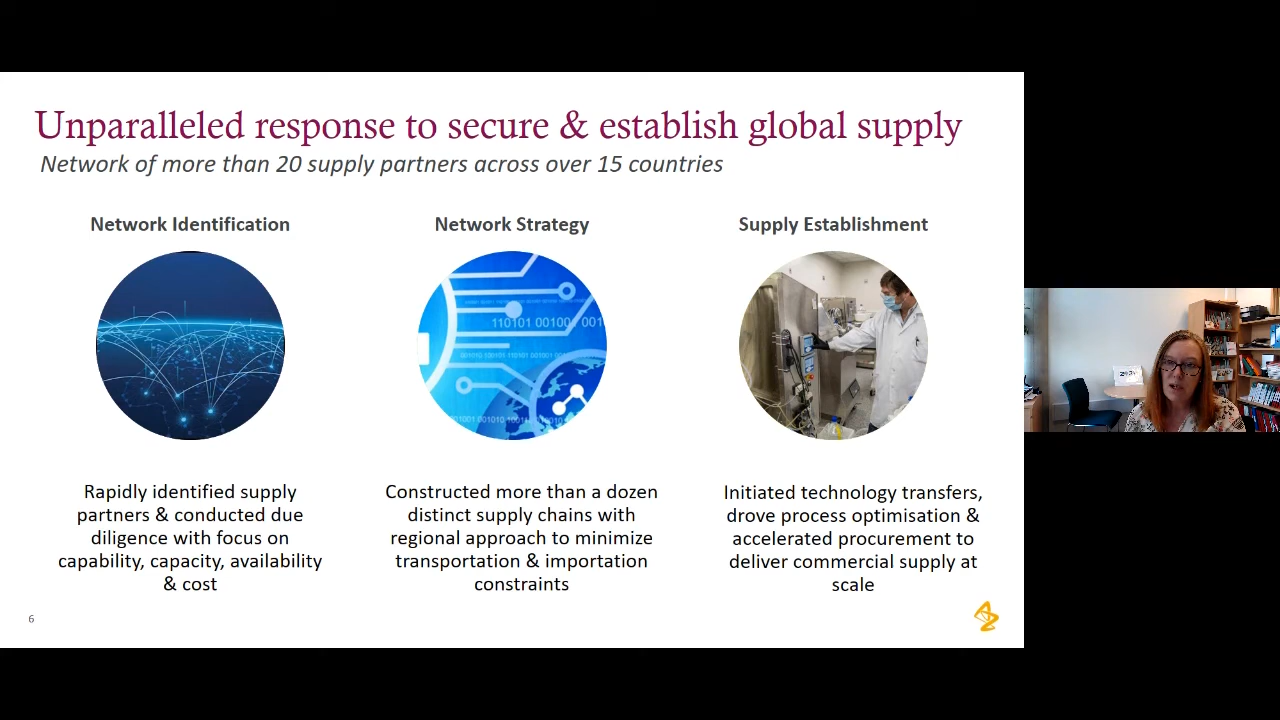 Unparalleled response to secure & establish global supply
Network of more than 20 supply partners across over 15 countries
Network Identification
Rapidly identified supply
partners & conducted due
diligence with focus on
capability, capacity, availability
& cost
Network Strategy
110101 001001 001
Constructed more than a dozen
distinct supply chains with
regional approach to minimize
transportation & importation
constraints
Supply Establishment
Initiated technology transfers,
drove process optimisation &
accelerated procurement to
deliver commercial supply at
scale
6